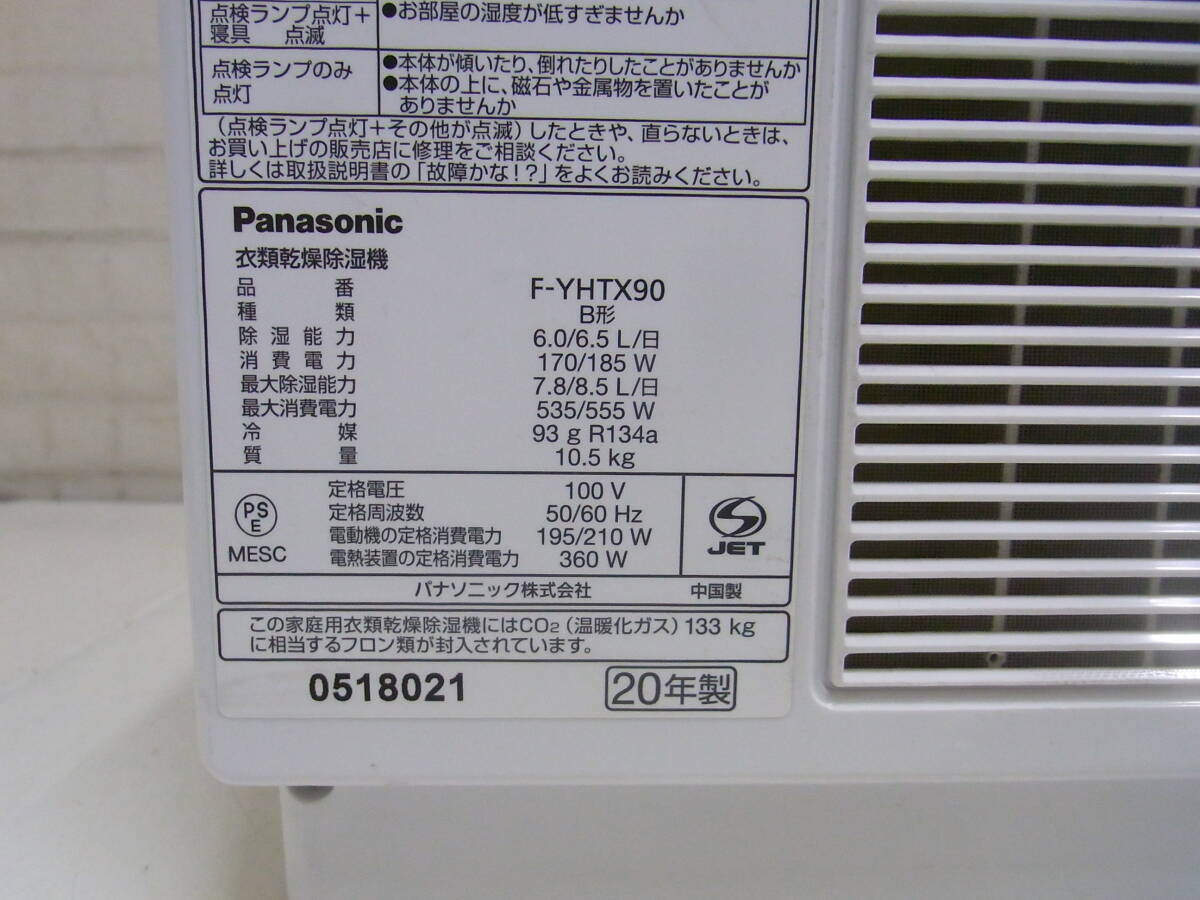 点検ランプ点灯＋
寝具　点滅
●お部屋の湿度が低すぎませんか
点検ランプのみ
点灯
●本体が傾いたり、倒れたりしたことがありませんか
●本体の上に、磁石や金属物を置いたことが
ありませんか
（点検ランプ点灯＋その他が点滅）したときや、直らないときは、
お買い上げの販売店に修理をご相談ください。
詳しくは取扱説明書の「故障かな！？」をよくお読みください。
Panasonic
衣類乾燥除湿機
品番 F-YHTX90
種類 B形
除湿能力 6.0/6.5 L/日
消費電力 170/185 W
最大除湿能力 7.8/8.5 L/日
最大消費電力 535/555 W
冷媒 93 g R134a
質量 10.5 kg
PS
E
MESC
定格電圧 100 V
定格周波数 50/60 Hz
電動機の定格消費電力 195/210 W
電熱装置の定格消費電力 360 W
JET
パナソニック株式会社 中国製
この家庭用衣類乾燥除湿機にはCO2（温暖化ガス）133 kg
に相当するフロン類が封入されています。
0518021 20年製